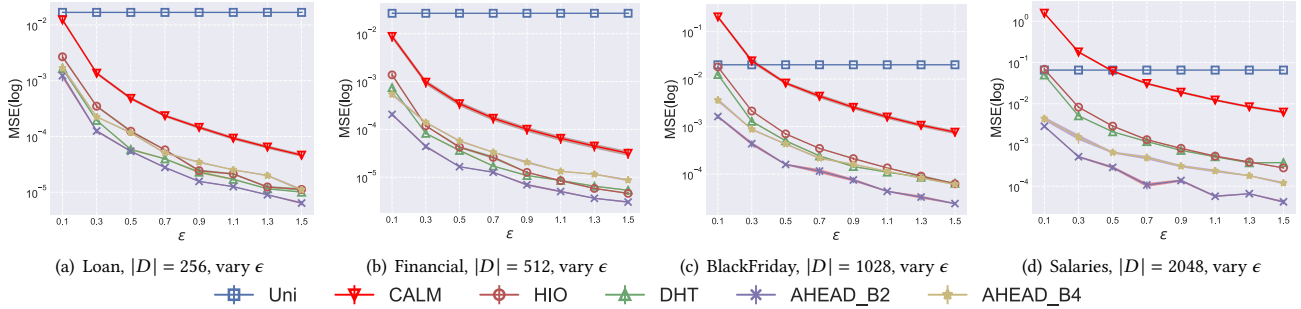 10⁻²
10⁻³
10⁻⁴
10⁻⁵
MSE(log)
0.1 0.3 0.5 0.7 0.9 1.1 1.3 1.5
ε
(a) Loan, |D| = 256, vary ϵ
10⁻²
10⁻³
10⁻⁴
10⁻⁵
MSE(log)
0.1 0.3 0.5 0.7 0.9 1.1 1.3 1.5
ε
(b) Financial, |D| = 512, vary ϵ
10⁻¹
10⁻²
10⁻³
10⁻⁴
MSE(log)
0.1 0.3 0.5 0.7 0.9 1.1 1.3 1.5
ε
(c) BlackFriday, |D| = 1028, vary ϵ
10⁰
10⁻¹
10⁻²
10⁻³
10⁻⁴
MSE(log)
0.1 0.3 0.5 0.7 0.9 1.1 1.3 1.5
ε
(d) Salaries, |D| = 2048, vary ϵ
Uni CALM HIO DHT AHEAD_B2 AHEAD_B4